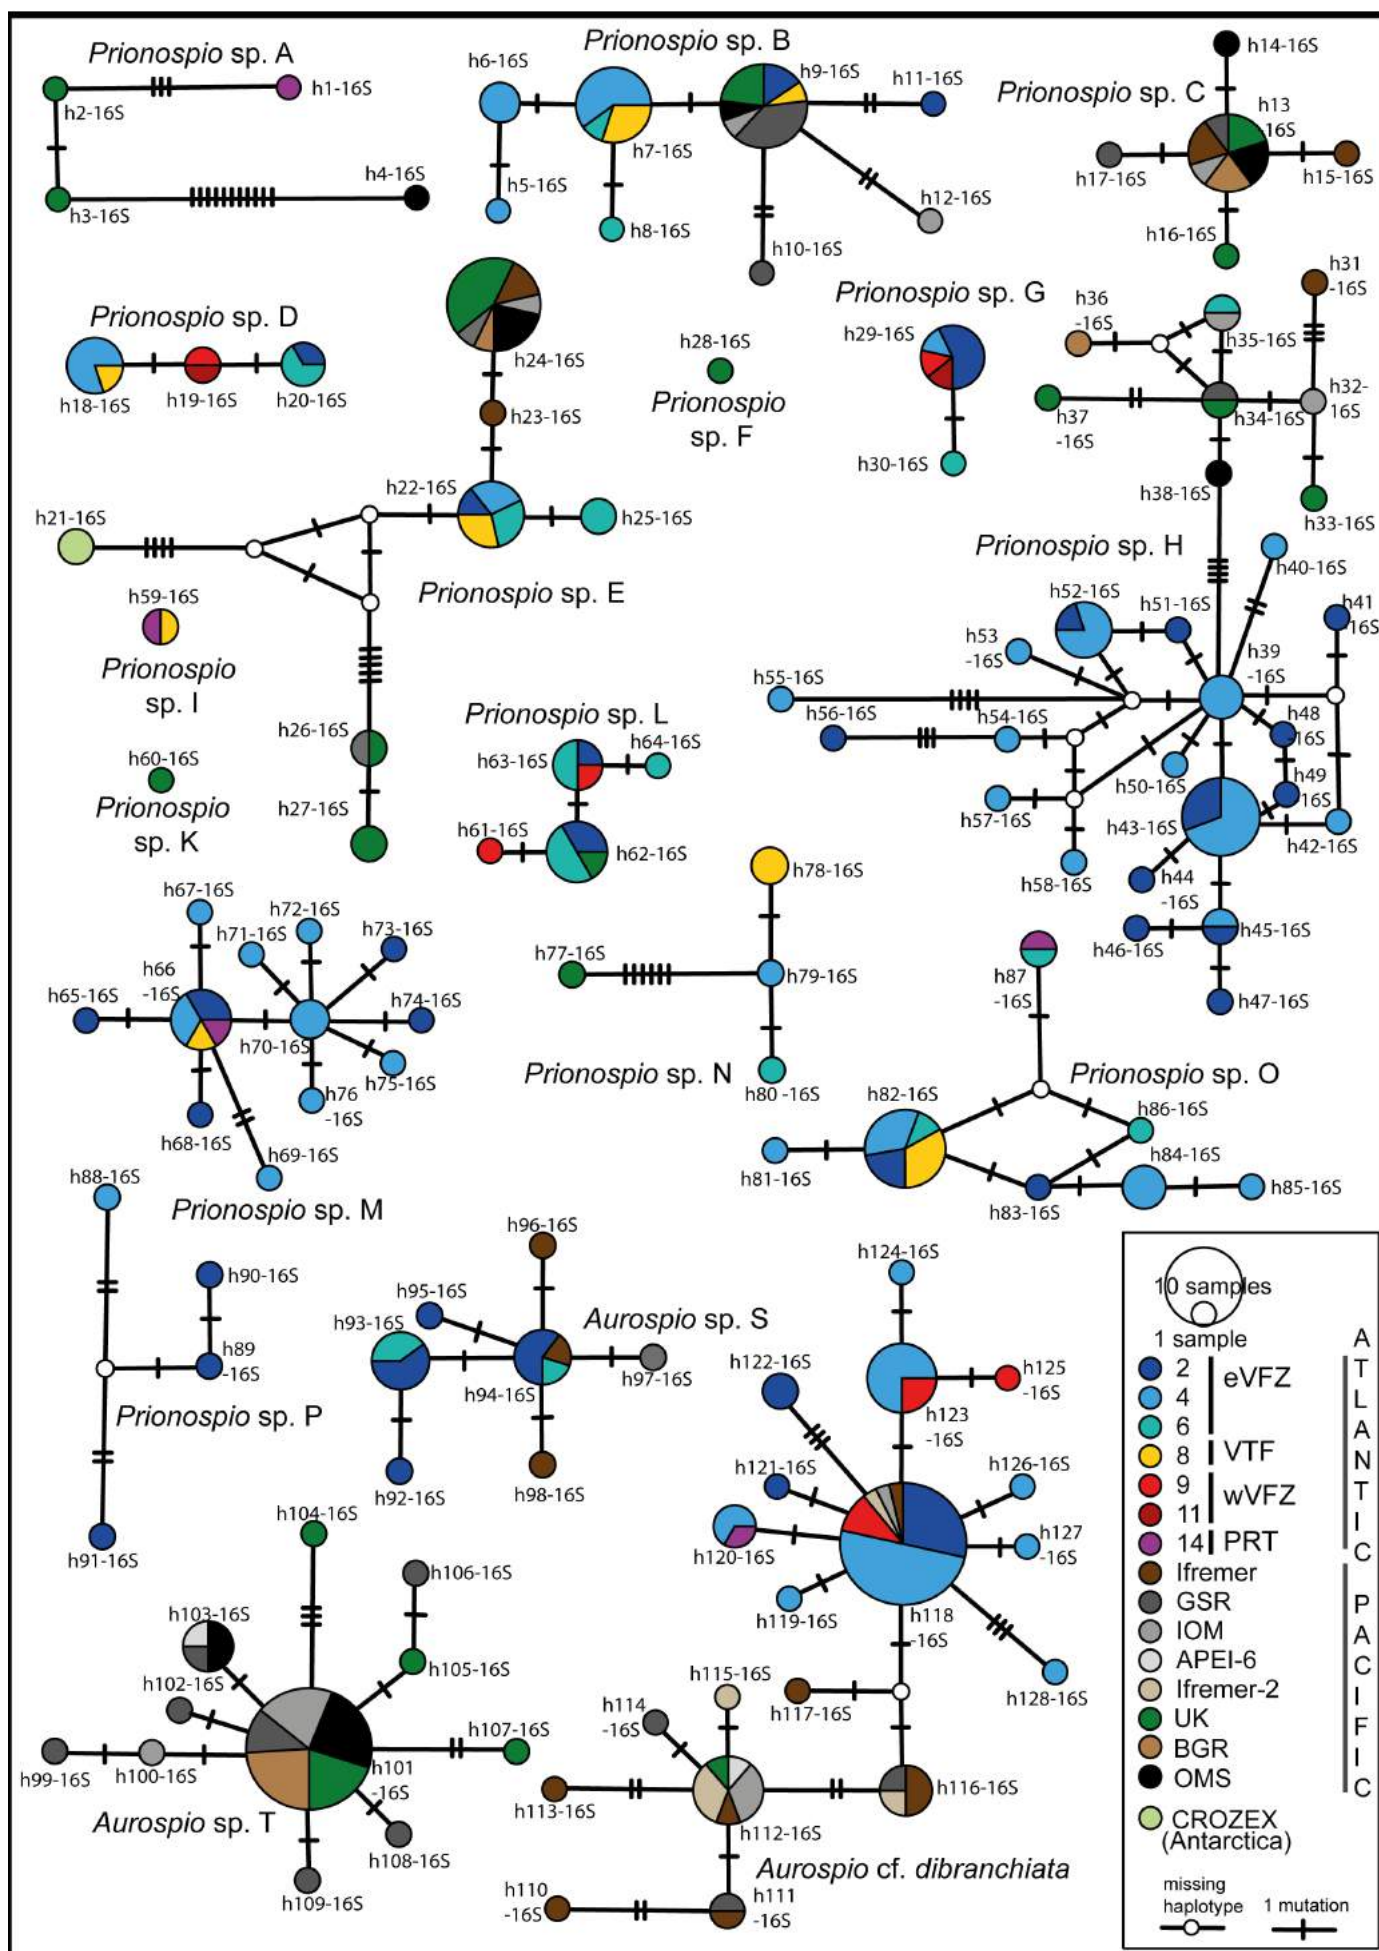 Prionospio sp. A
h1-16S
h2-16S
h3-16S
h4-16S
Prionospio sp. B
h6-16S
h9-16S
h11-16S
h7-16S
h5-16S
h8-16S
h10-16S
h12-16S
h14-16S
Prionospio sp. C
h13
-16S
h17-16S
h15-16S
h16-16S
Prionospio sp. D
h18-16S
h19-16S
h20-16S
h24-16S
h23-16S
h22-16S
h25-16S
h21-16S
Prionospio sp. E
h26-16S
h27-16S
h28-16S
Prionospio
sp. F
Prionospio sp. G
h29-16S
h30-16S
h31
-16S
h36
-16S
h35-16S
h32-
16S
h37
-16S
h34-16S
h38-16S
h33-16S
Prionospio sp. H
h40-16S
h52-16S
h51-16S
h41
-16S
h53
-16S
h39
-16S
h55-16S
h56-16S
h54-16S
h48
-16S
h50-16S
h49
-16S
h57-16S
h43-16S
h42-16S
h58-16S
h44
-16S
h46-16S
h45-16S
h47-16S
h59-16S
Prionospio
sp. I
h60-16S
Prionospio
sp. K
Prionospio sp. L
h63-16S
h64-16S
h61-16S
h62-16S
h67-16S
h72-16S
h71-16S
h73-16S
h66
-16S
h65-16S
h74-16S
h70-16S
h75-16S
h76
-16S
h68-16S
h69-16S
Prionospio sp. M
h78-16S
h77-16S
h79-16S
h80 -16S
Prionospio sp. N
h87
-16S
Prionospio sp. O
h82-16S
h86-16S
h81-16S
h84-16S
h83-16S
h85-16S
h88-16S
h90-16S
h89
-16S
Prionospio sp. P
h91-16S
h96-16S
h95-16S
h93-16S
Aurospio sp. S
h94-16S
h97-16S
h92-16S
h98-16S
h104-16S
h106-16S
h103-16S
h105-16S
h102-16S
h107-16S
h99-16S
h100-16S
h101
-16S
Aurospio sp. T
h108-16S
h109-16S
h124-16S
h122-16S
h125
-16S
h123
-16S
h121-16S
h126-16S
h127
-16S
h120-16S
h119-16S
h118
-16S
h128-16S
h115-16S
h117-16S
h114
-16S
h113-16S
h116-16S
h112-16S
Aurospio cf. dibranchiata
h110
-16S
h111
-16S
10 samples
1 sample
2
4
6
eVFZ
8
VTF
9
11
wVFZ
14
PRT
ATLANTIC
Ifremer
GSR
IOM
APEI-6
Ifremer-2
UK
BGR
OMS
PACIFIC
CROZEX
(Antarctica)
missing
haplotype
1 mutation